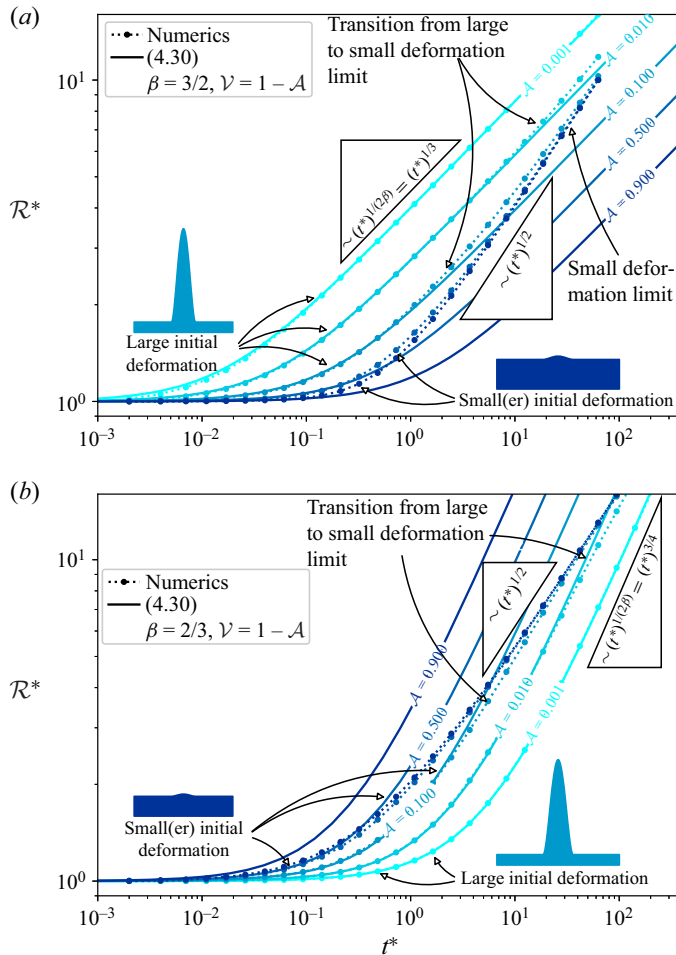 (a)
Transition from large
to small deformation
limit
Numerics
(4.30)
β = 3/2, 𝒱 = 1 – 𝒜
𝒜 = 0.001
𝒜 = 0.010
𝒜 = 0.100
𝒜 = 0.500
𝒜 = 0.900
10¹
ℛ*
~ (t*)^{1/(2β)} = (t*)^{1/3}
~ (t*)^{1/2}
Small defor-
mation limit
Large initial
deformation
Small(er) initial deformation
10⁰
10⁻³ 10⁻² 10⁻¹ 10⁰ 10¹ 10²
(b)
Transition from large
to small deformation
limit
Numerics
(4.30)
β = 2/3, 𝒱 = 1 – 𝒜
10¹
~ (t*)^{1/2}
~ (t*)^{1/(2β)} = (t*)^{3/4}
ℛ*
𝒜 = 0.900
𝒜 = 0.500
𝒜 = 0.100
𝒜 = 0.010
𝒜 = 0.001
Small(er) initial
deformation
Large initial deformation
10⁰
10⁻³ 10⁻² 10⁻¹ 10⁰ 10¹ 10²
t*